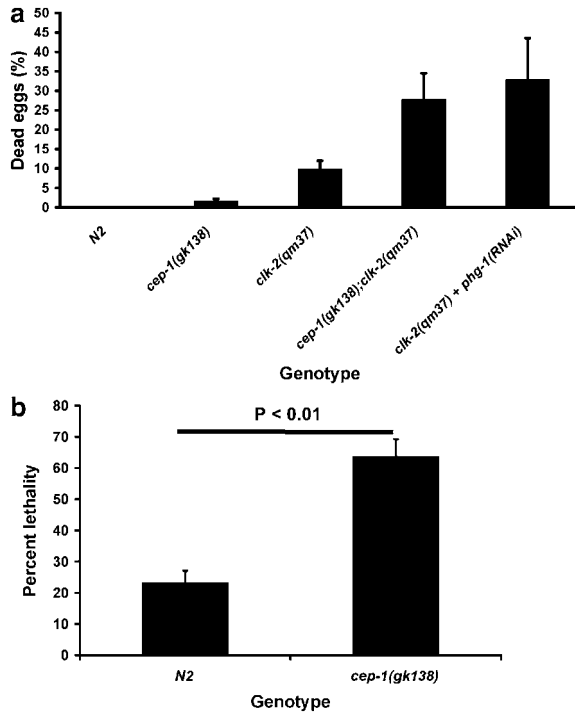 a
Dead eggs (%)
50
45
40
35
30
25
20
15
10
5
0
N2
cep-1(gk138)
clk-2(qm37)
cep-1(gk138);clk-2(qm37)
clk-2(qm37) + phg-1(RNAi)
Genotype
b
Percent lethality
80
70
60
50
40
30
20
10
0
P < 0.01
N2
cep-1(gk138)
Genotype